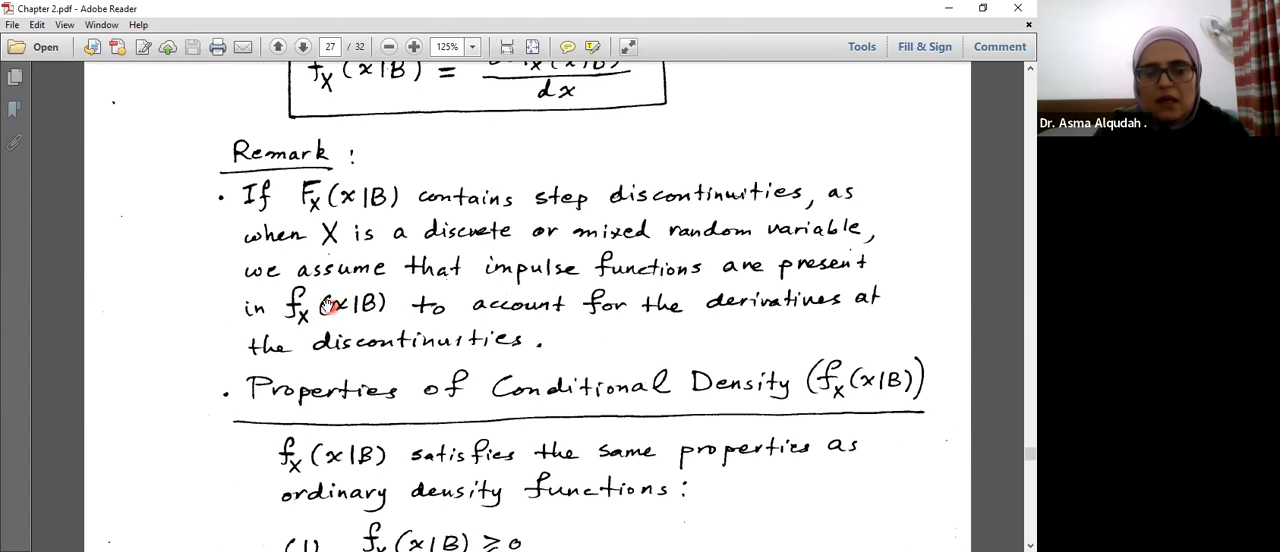 Chapter 2.pdf - Adobe Reader
File Edit View Window Help
Open 27 / 32 125% Tools Fill & Sign Comment
fX (x|B) = d FX (x|B) / dx
Remark :
. If FX (x|B) contains step discontinuities, as
when X is a discrete or mixed random variable,
we assume that impulse functions are present
in fX (x|B) to account for the derivatives at
the discontinuities .
. Properties of Conditional Density (fX (x|B))
fX (x|B) satisfies the same properties as
ordinary density functions :
(1) fX (x|B) ≥ 0
Dr. Asma Alqudah .